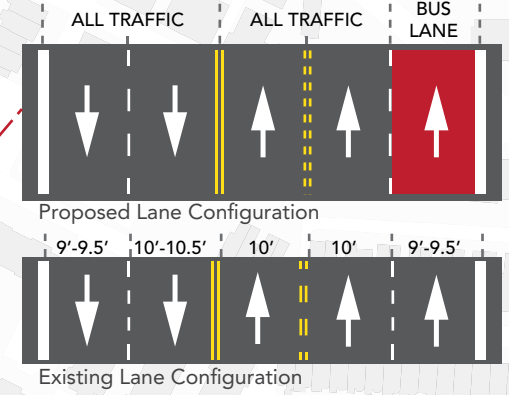 ALL TRAFFIC ALL TRAFFIC BUS
LANE
Proposed Lane Configuration
9'-9.5' 10'-10.5' 10' 10' 9'-9.5'
Existing Lane Configuration